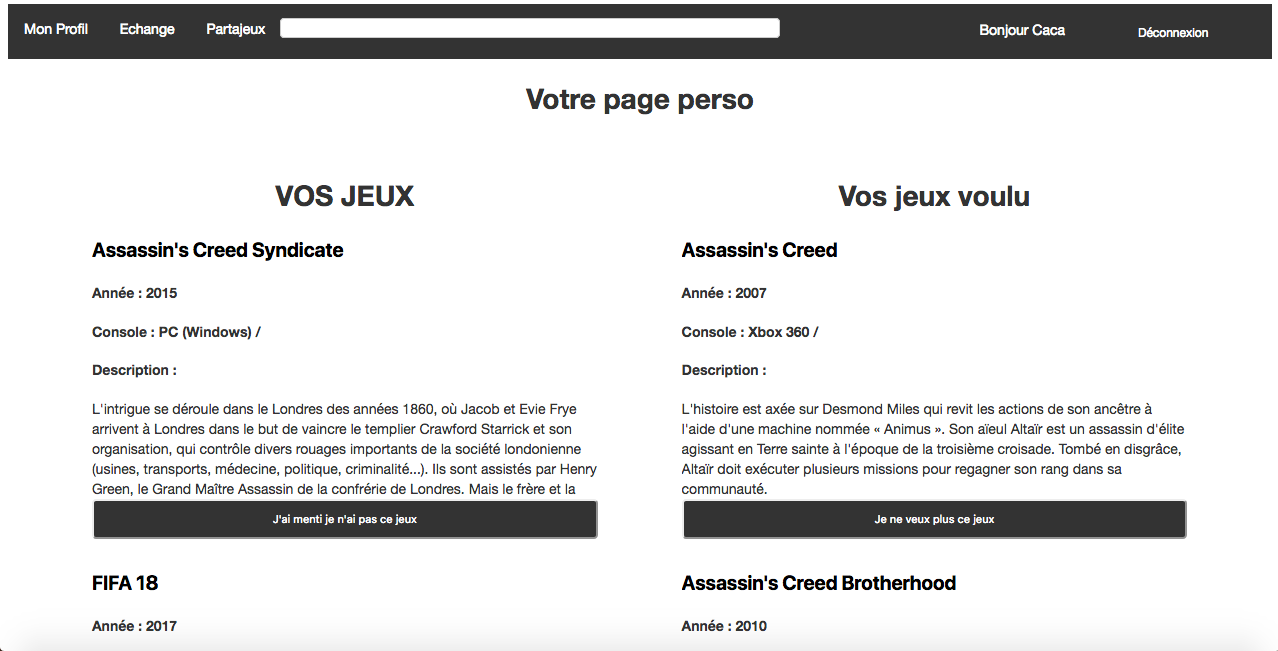 Mon Profil Echange Partajeux Bonjour Caca Déconnexion
Votre page perso
VOS JEUX
Assassin's Creed Syndicate
Année : 2015
Console : PC (Windows) /
Description :
L'intrigue se déroule dans le Londres des années 1860, où Jacob et Evie Frye
arrivent à Londres dans le but de vaincre le templier Crawford Starrick et son
organisation, qui contrôle divers rouages importants de la société londonienne
(usines, transports, médecine, politique, criminalité...). Ils sont assistés par Henry
Green, le Grand Maître Assassin de la confrérie de Londres. Mais le frère et la
J'ai menti je n'ai pas ce jeux
FIFA 18
Année : 2017
Vos jeux voulu
Assassin's Creed
Année : 2007
Console : Xbox 360 /
Description :
L'histoire est axée sur Desmond Miles qui revit les actions de son ancêtre à
l'aide d'une machine nommée « Animus ». Son aïeul Altaïr est un assassin d'élite
agissant en Terre sainte à l'époque de la troisième croisade. Tombé en disgrâce,
Altaïr doit exécuter plusieurs missions pour regagner son rang dans sa
communauté.
Je ne veux plus ce jeux
Assassin's Creed Brotherhood
Année : 2010